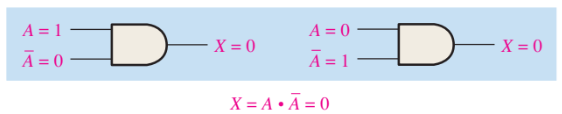 A = 1 X = 0 A = 0 X = 0
A̅ = 0 A̅ = 1
X = A • A̅ = 0